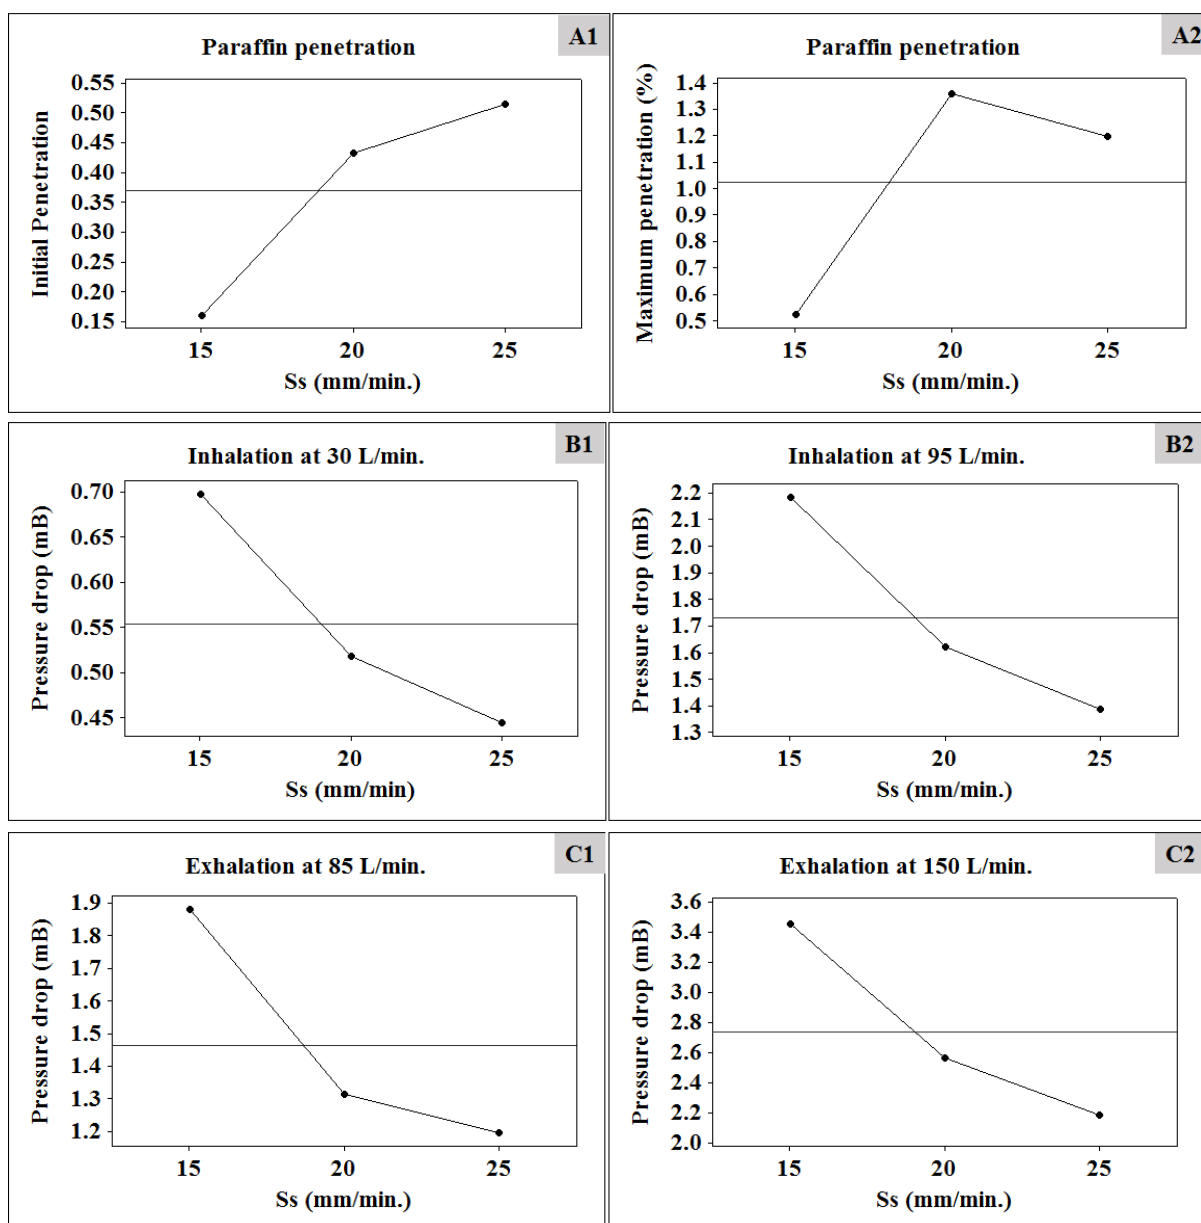 A1
Paraffin penetration
Initial Penetration
0.55
0.50
0.45
0.40
0.35
0.30
0.25
0.20
0.15
15 20 25
Ss (mm/min.)
A2
Paraffin penetration
Maximum penetration (%)
1.4
1.3
1.2
1.1
1.0
0.9
0.8
0.7
0.6
0.5
15 20 25
Ss (mm/min.)
B1
Inhalation at 30 L/min.
Pressure drop (mB)
0.70
0.65
0.60
0.55
0.50
0.45
15 20 25
Ss (mm/min)
B2
Inhalation at 95 L/min.
Pressure drop (mB)
2.2
2.1
2.0
1.9
1.8
1.7
1.6
1.5
1.4
1.3
15 20 25
Ss (mm/min.)
C1
Exhalation at 85 L/min.
Pressure drop (mB)
1.9
1.8
1.7
1.6
1.5
1.4
1.3
1.2
15 20 25
Ss (mm/min.)
C2
Exhalation at 150 L/min.
Pressure drop (mB)
3.6
3.4
3.2
3.0
2.8
2.6
2.4
2.2
2.0
15 20 25
Ss (mm/min.)